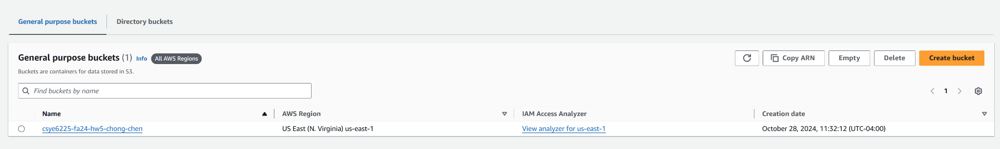 General purpose buckets Directory buckets
General purpose buckets (1) Info All AWS Regions Copy ARN Empty Delete Create bucket
Buckets are containers for data stored in S3.
Find buckets by name 1
Name AWS Region IAM Access Analyzer Creation date
csye6225-fa24-hw5-chong-chen US East (N. Virginia) us-east-1 View analyzer for us-east-1 October 28, 2024, 11:32:12 (UTC-04:00)